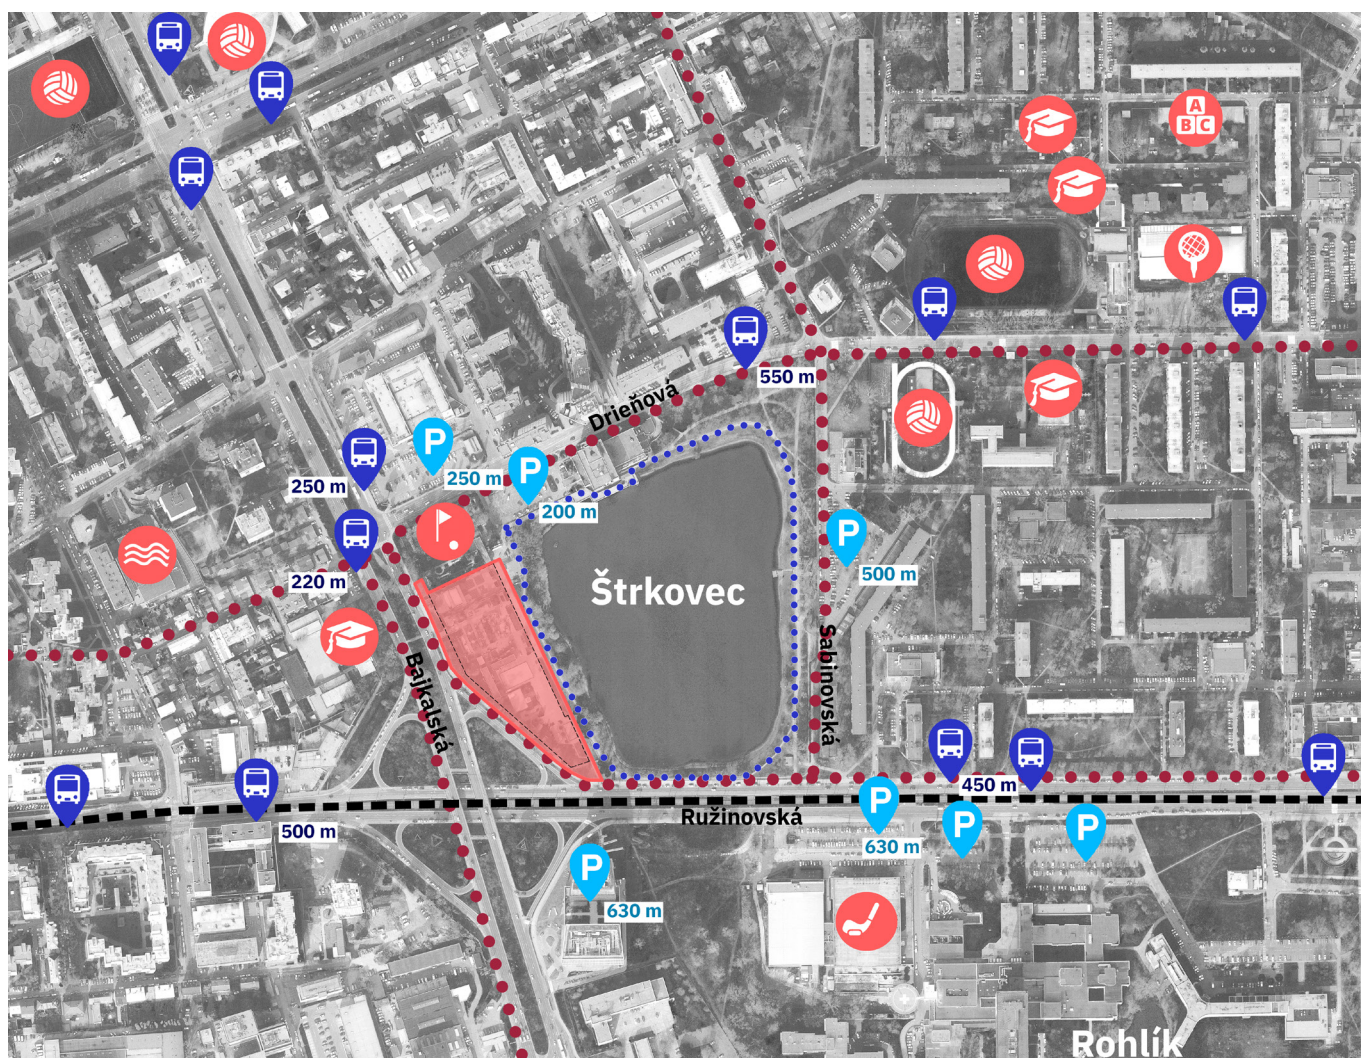 A
B C
550 m
Drieňová
250 m
P
250 m
P
200 m
P
500 m
220 m
Štrkovec
Bajkalská
Sabinovská
450 m
Ružinovská
500 m
P
630 m
P
P
P
630 m
Rohlík